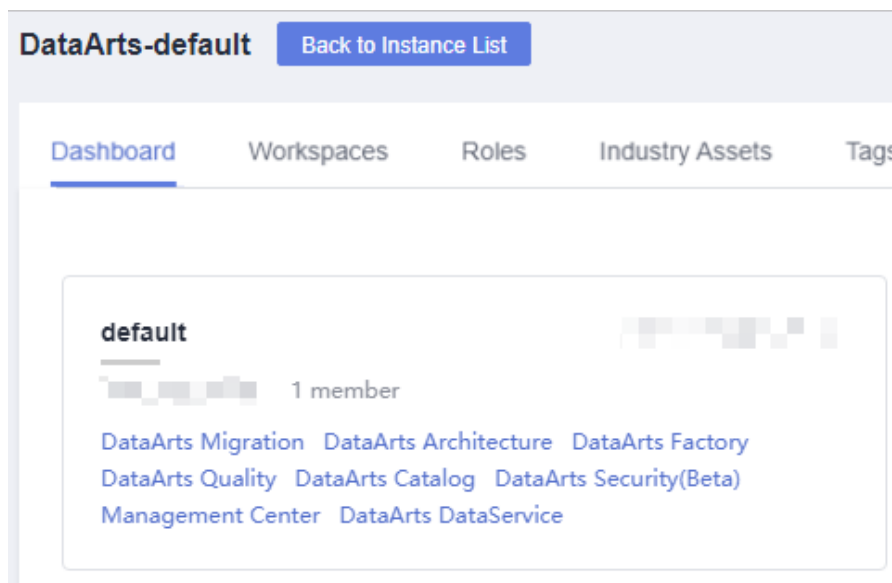 DataArts-default Back to Instance List
Dashboard Workspaces Roles Industry Assets Tags
default
1 member
DataArts Migration DataArts Architecture DataArts Factory
DataArts Quality DataArts Catalog DataArts Security(Beta)
Management Center DataArts DataService